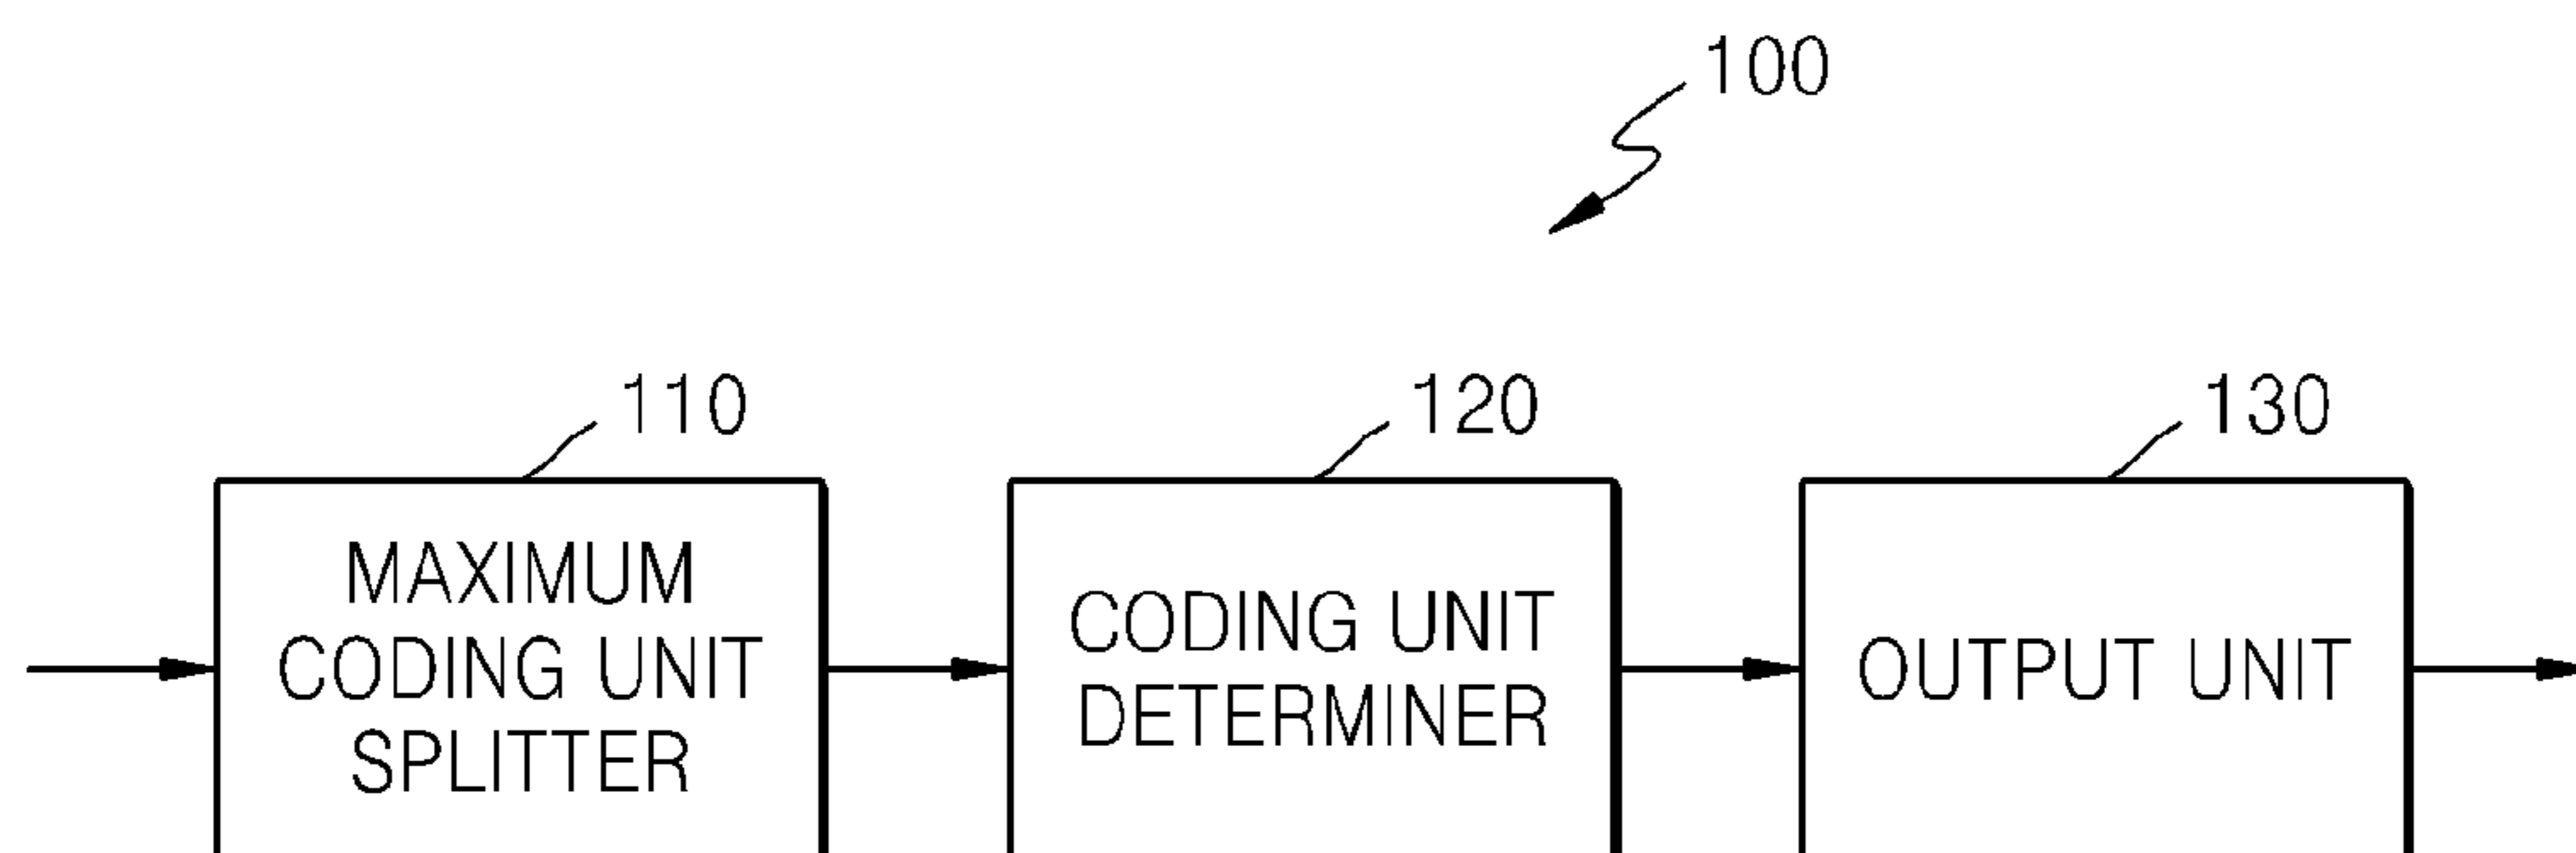 100
110
120
130
MAXIMUM
CODING UNIT
SPLITTER
CODING UNIT
DETERMINER
OUTPUT UNIT